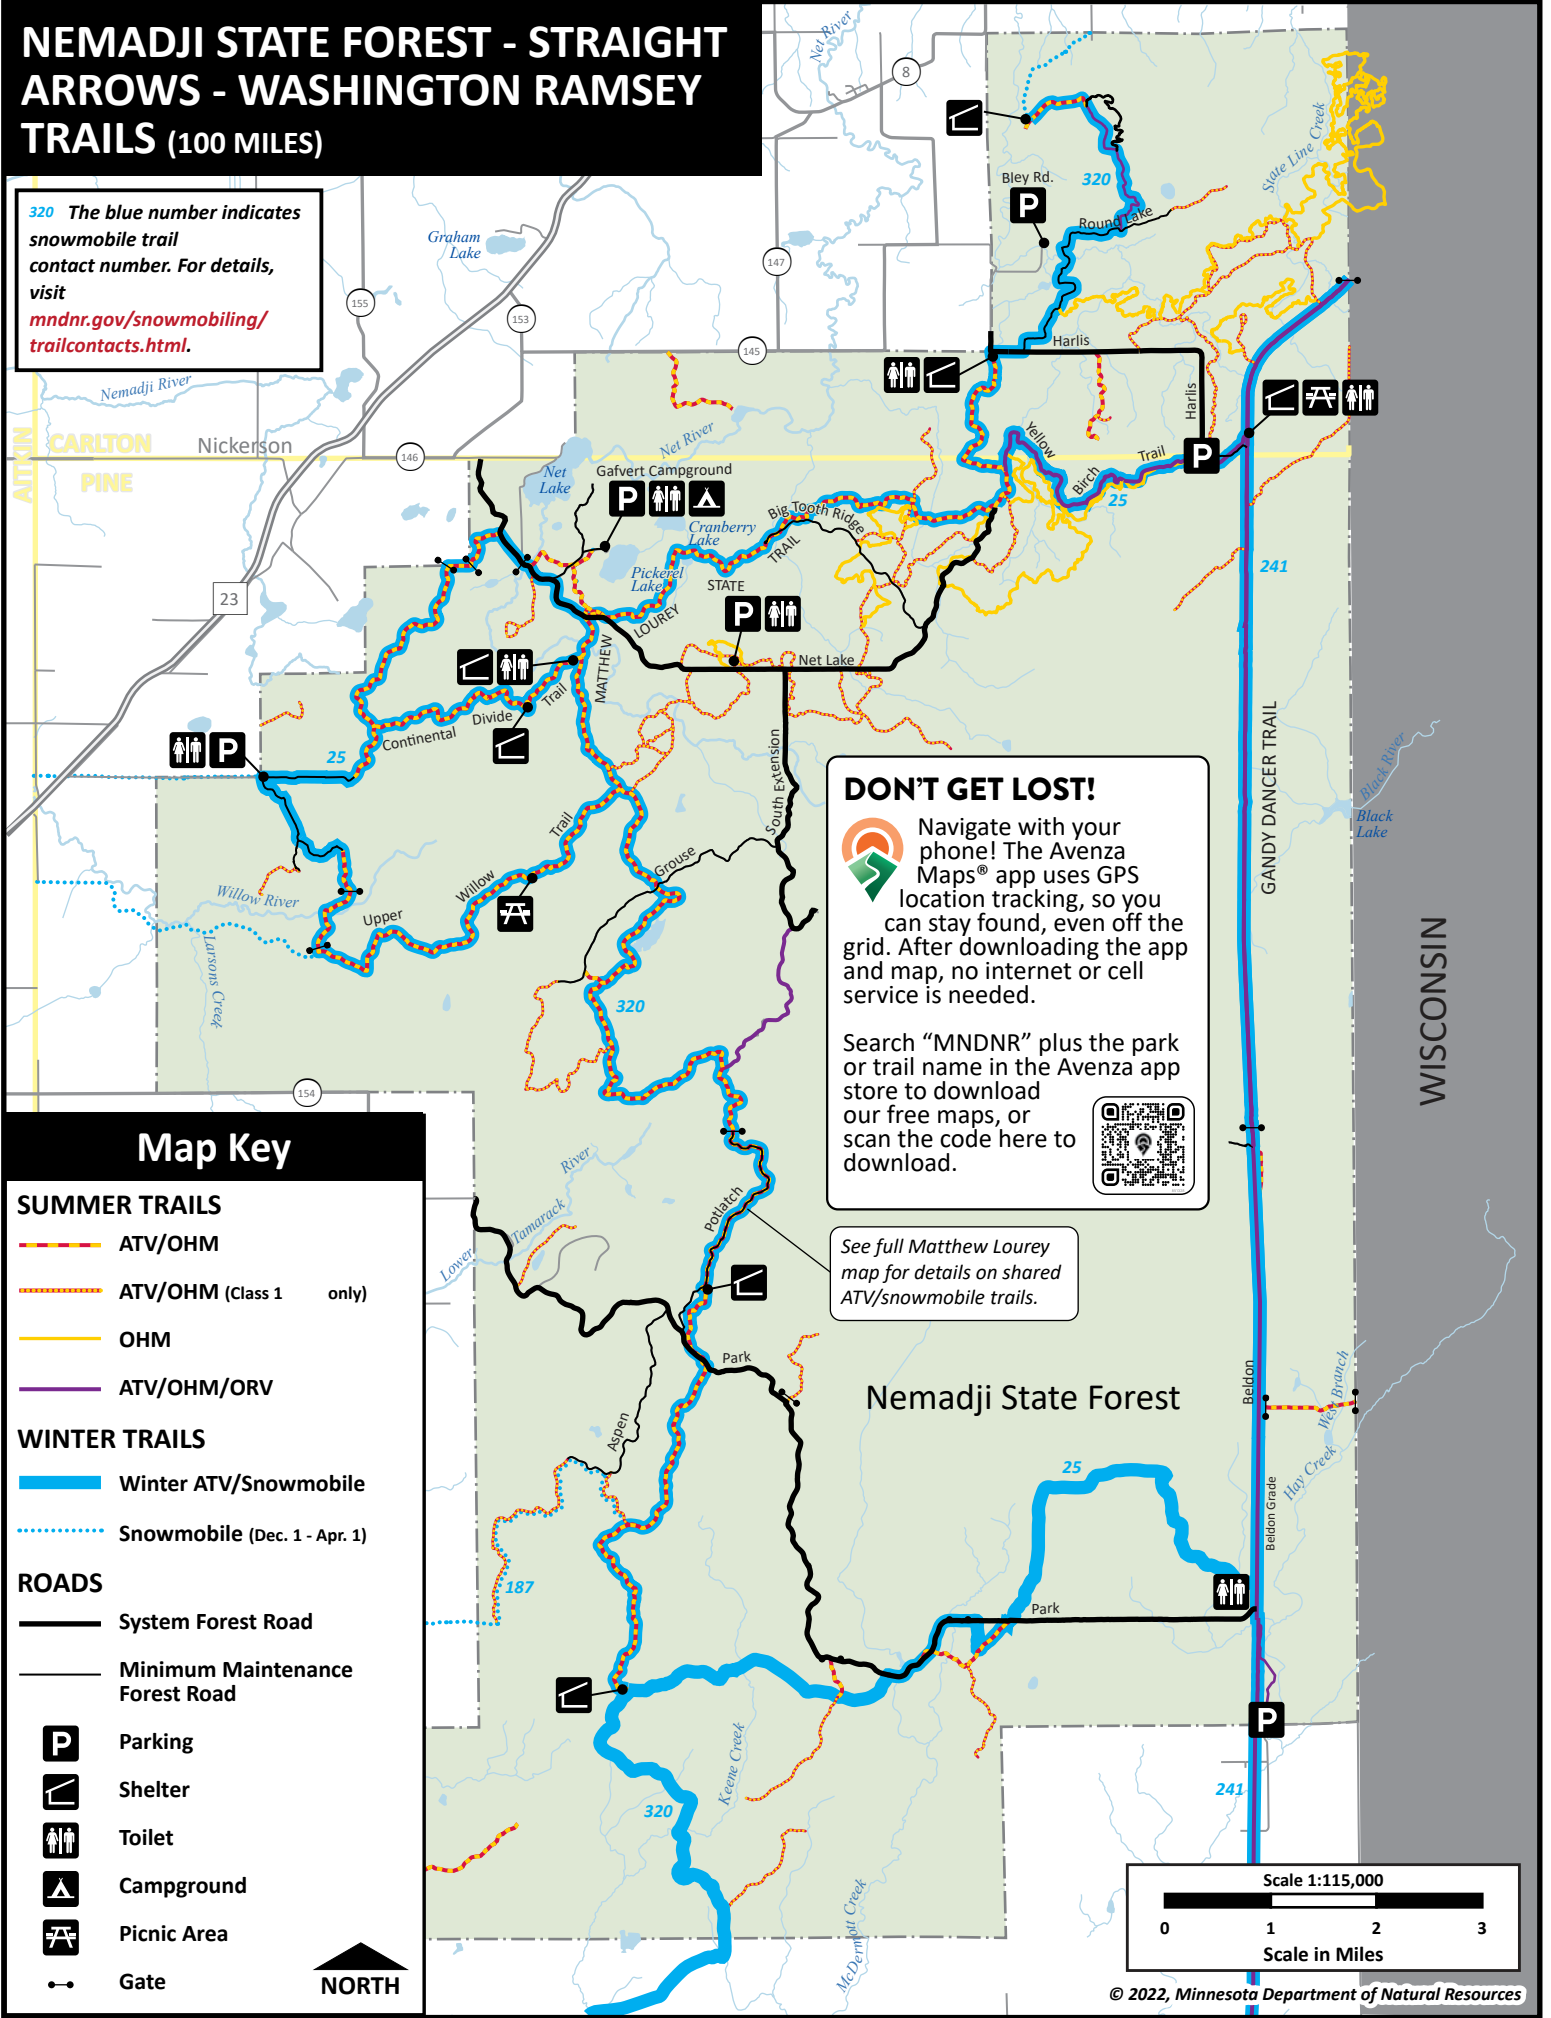 NEMADJI STATE FOREST - STRAIGHT
ARROWS - WASHINGTON RAMSEY
TRAILS (100 MILES)
320 The blue number indicates
snowmobile trail
contact number. For details,
visit
mndnr.gov/snowmobiling/
trailcontacts.html.
Net River
8
State Line Creek
Bley Rd.
P
320
Round Lake
Graham
Lake
147
155
153
145
Harlis
Harlis
Nemadji River
AITKIN
CARLTON
PINE
Nickerson
146
Net River
Yellow
Birch
Trail
P
25
Net
Lake
Gafvert Campground
P
Cranberry
Lake
Big Tooth Ridge
TRAIL
Pickerel
Lake
STATE
LOUREY
P
241
23
MATTHEW
Net Lake
Trail
Divide
Continental
25
P
South Extension
GANDY DANCER TRAIL
Black River
Black
Lake
DON'T GET LOST!
Navigate with your
phone! The Avenza
Maps® app uses GPS
location tracking, so you
can stay found, even off the
grid. After downloading the app
and map, no internet or cell
service is needed.
Search “MNDNR” plus the park
or trail name in the Avenza app
store to download
our free maps, or
scan the code here to
download.
Trail
Grouse
Willow
Upper
Willow River
Larsons Creek
320
WISCONSIN
154
River
Tamarack
Lower
Potlatch
See full Matthew Lourey
map for details on shared
ATV/snowmobile trails.
Park
Nemadji State Forest
Aspen
Beldon
West Branch
Hay Creek
Beldon Grade
25
187
Park
P
Keene Creek
320
241
McDermott Creek
Map Key
SUMMER TRAILS
ATV/OHM
ATV/OHM (Class 1 only)
OHM
ATV/OHM/ORV
WINTER TRAILS
Winter ATV/Snowmobile
Snowmobile (Dec. 1 - Apr. 1)
ROADS
System Forest Road
Minimum Maintenance
Forest Road
P Parking
Shelter
Toilet
Campground
Picnic Area
Gate
NORTH
Scale 1:115,000
0 1 2 3
Scale in Miles
© 2022, Minnesota Department of Natural Resources